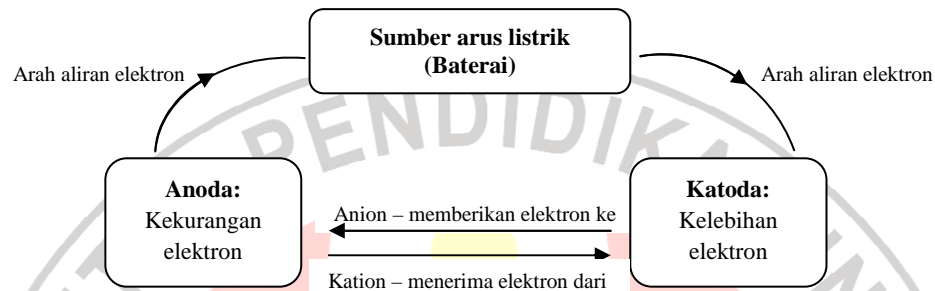 Sumber arus listrik
(Baterai)
Arah aliran elektron
Arah aliran elektron
Anoda:
Kekurangan
elektron
Anion – memberikan elektron ke
Kation – menerima elektron dari
Katoda:
Kelebihan
elektron
PENDIDIKA